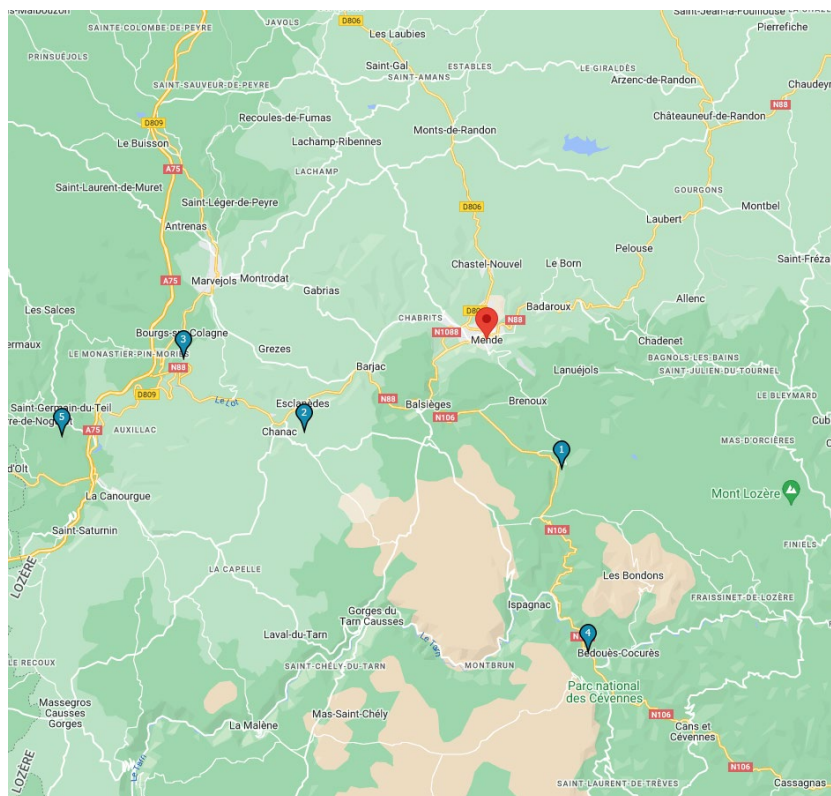 D806
SAINTE-COLOMBE-DE-PEYRE
JAVOLS
Les Laubies
Pierrefiche
PRINSUÉJOLS
Saint-Gal
ESTABLES
LE GIRALDÈS
SAINT-AMANS
Arzenc-de-Randon
Chaudey
SAINT-SAUVEUR-DE-PEYRE
N88
Recoules-de-Fumas
Châteauneuf-de-Randon
D809
Monts-de-Randon
Le Buisson
Lachamp-Ribennes
A75
LACHAMP
Saint-Laurent-de-Muret
GOURGONS
Saint-Léger-de-Peyre
D806
Montbel
Antrenas
Laubert
Pelouse
Saint-Fréza
Chastel-Nouvel
Le Born
A75
Marvejols
Montrodat
Gabrias
Allenc
Badaroux
Les Salces
CHABRITS
N88
N1088
Bourgs-sur-Colagne
3
Mende
Chadenet
Grezes
LE MONASTIER-PIN-MORIÈS
BAGNOLS-LES-BAINS
N88
Barjac
Lanuéjols
SAINT-JULIEN-DU-TOURNEL
D809
LE BLEYMARD
Le Lot
Esclanèdes
N88
Balsièges
Brenoux
Saint-Germain-du-Teil
2
N106
5
A75
AUXILLAC
Chanac
MAS-D'ORCIÈRES
1
d'Olt
La Canourgue
Mont Lozère
Saint-Saturnin
N106
FINIELS
LA CAPELLE
Les Bondons
LOZÈRE
FRAISSINET-DE-LOZÈRE
Gorges du
Tarn Causses
Ispagnac
4
Laval-du-Tarn
Le Tarn
Bédouès-Cocurès
LE RECOUX
SAINT-CHÉLY-DU-TARN
MONTBRUN
Parc national
des Cévennes
Massegros
Causses
Gorges
Mas-Saint-Chély
N106
La Malène
Cans et
Cévennes
Le Tarn
N106
LOZÈRE
SAINT LAURENT DE TRÈVES
Cassagnas